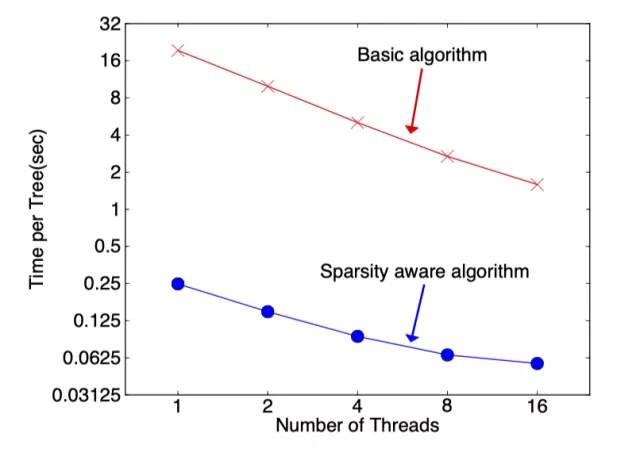 32
16
8
4
2
1
0.5
0.25
0.125
0.0625
0.03125
Time per Tree(sec)
Basic algorithm
Sparsity aware algorithm
1 2 4 8 16
Number of Threads